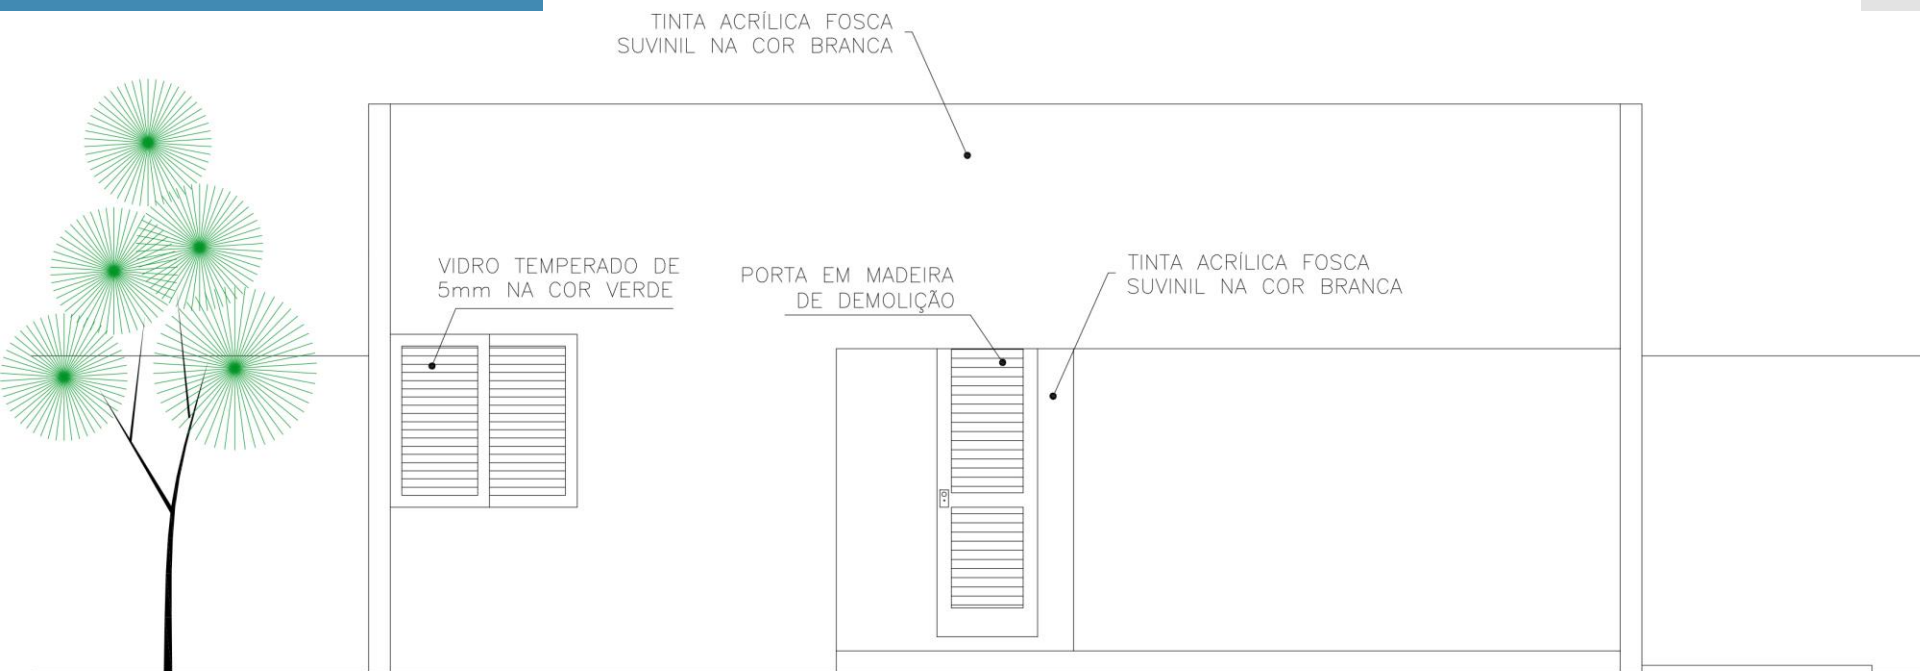 TINTA ACRÍLICA FOSCA
SUVINIL NA COR BRANCA
VIDRO TEMPERADO DE
5mm NA COR VERDE
PORTA EM MADEIRA
DE DEMOLIÇÃO
TINTA ACRÍLICA FOSCA
SUVINIL NA COR BRANCA